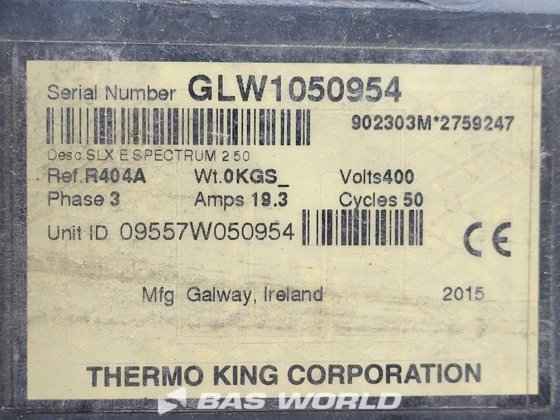 Serial Number GLW1050954
902303M*2759247
Desc.SLX E SPECTRUM 2 50
Ref.R404A Wt.0KGS_ Volts400
Phase 3 Amps 19.3 Cycles 50
Unit ID 09557W050954
CE
Mfg Galway, Ireland 2015
THERMO KING CORPORATION
BAS WORLD